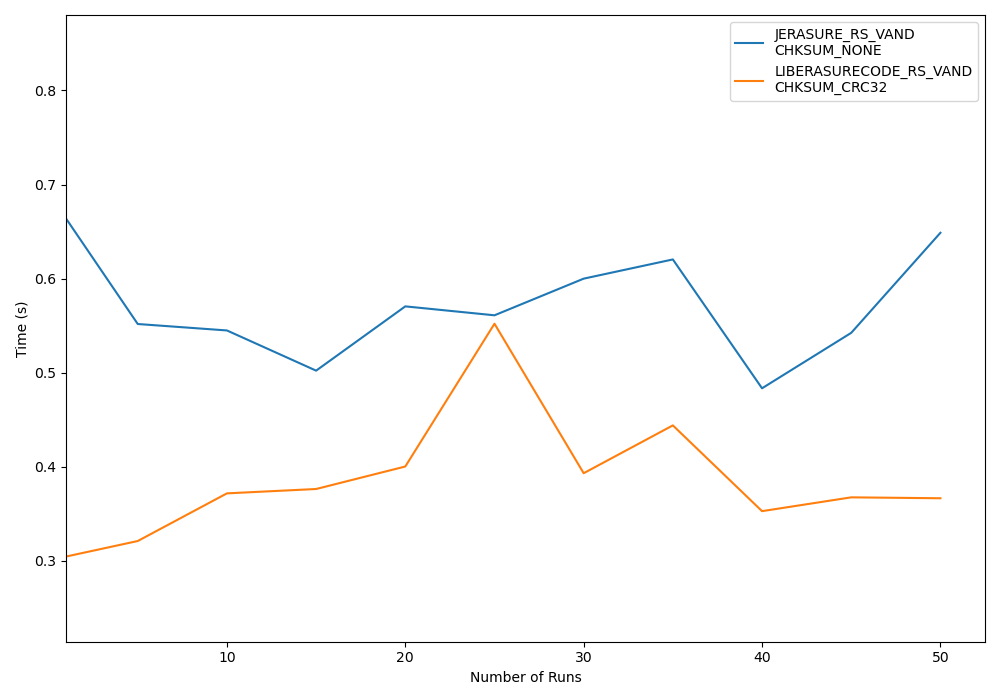 JERASURE_RS_VAND
CHKSUM_NONE
LIBERASURECODE_RS_VAND
CHKSUM_CRC32
0.8
0.7
0.6
0.5
0.4
0.3
Time (s)
10 20 30 40 50
Number of Runs